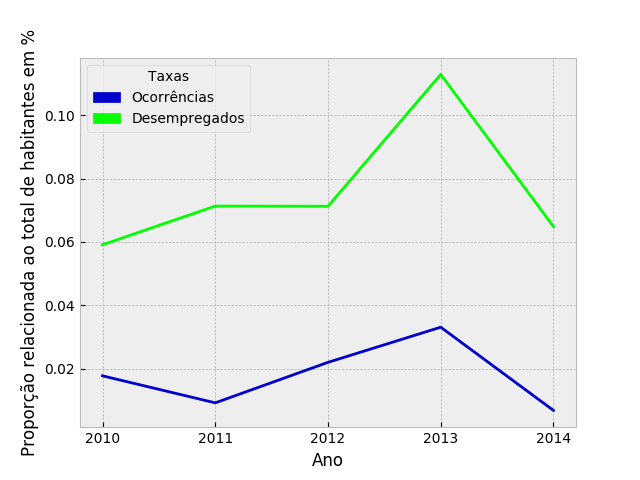 Proporção relacionada ao total de habitantes em %
Taxas
Ocorrências
Desempregados
0.10
0.08
0.06
0.04
0.02
2010 2011 2012 2013 2014
Ano